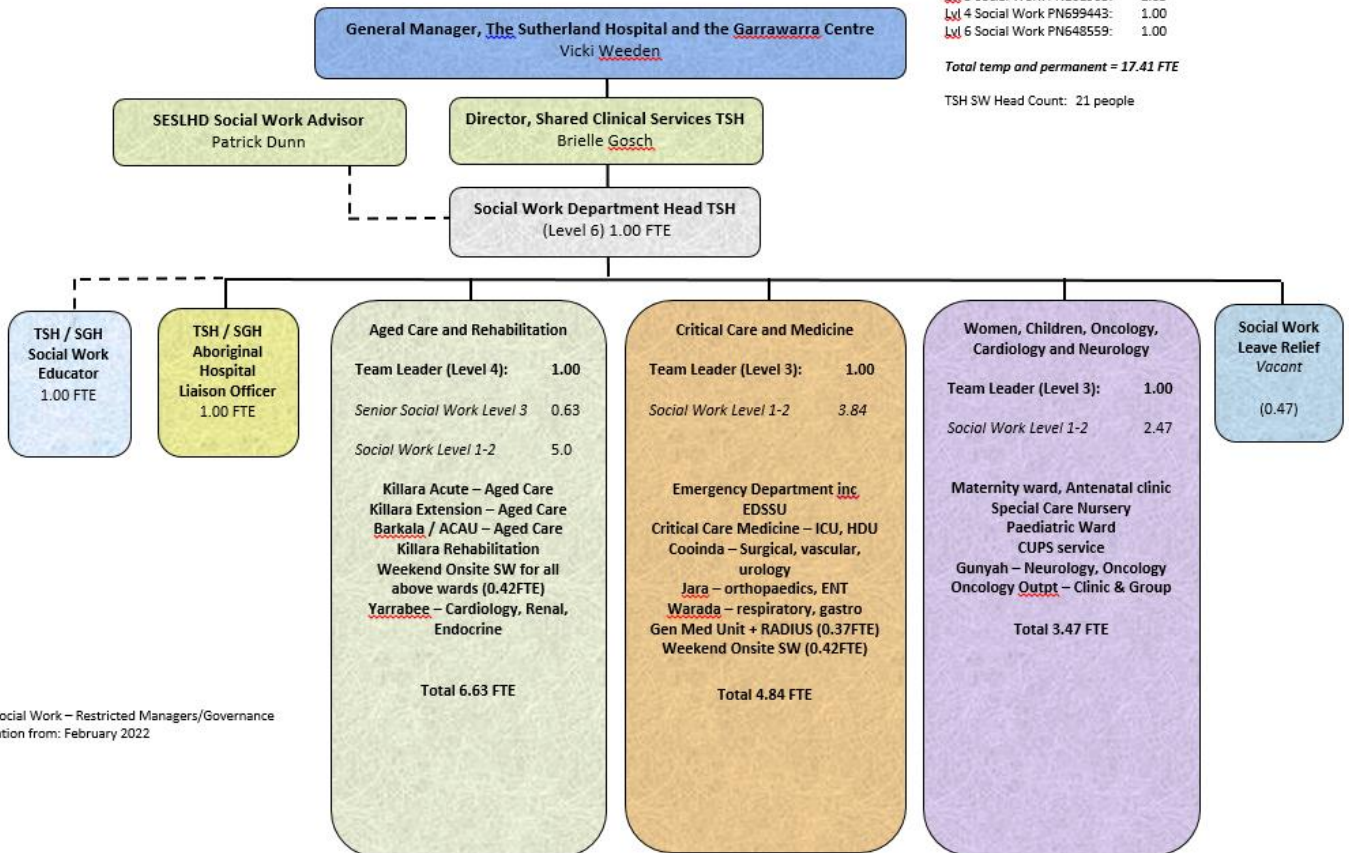 General Manager, The Sutherland Hospital and the Garrawarra Centre
Vicki Weeden
Lvl 4 Social Work PN699443: 1.00
Lvl 6 Social Work PN648559: 1.00
Total temp and permanent = 17.41 FTE
TSH SW Head Count: 21 people
SESLHD Social Work Advisor
Patrick Dunn
Director, Shared Clinical Services TSH
Brielle Gosch
Social Work Department Head TSH
(Level 6) 1.00 FTE
TSH / SGH
Social Work
Educator
1.00 FTE
TSH / SGH
Aboriginal
Hospital
Liaison Officer
1.00 FTE
Aged Care and Rehabilitation
Team Leader (Level 4): 1.00
Senior Social Work Level 3 0.63
Social Work Level 1-2 5.0
Killara Acute – Aged Care
Killara Extension – Aged Care
Barkala / ACAU – Aged Care
Killara Rehabilitation
Weekend Onsite SW for all
above wards (0.42FTE)
Yarrabee – Cardiology, Renal,
Endocrine
Total 6.63 FTE
Critical Care and Medicine
Team Leader (Level 3): 1.00
Social Work Level 1-2 3.84
Emergency Department inc
EDSSU
Critical Care Medicine – ICU, HDU
Cooinda – Surgical, vascular,
urology
Jara – orthopaedics, ENT
Warada – respiratory, gastro
Gen Med Unit + RADIUS (0.37FTE)
Weekend Onsite SW (0.42FTE)
Total 4.84 FTE
Women, Children, Oncology,
Cardiology and Neurology
Team Leader (Level 3): 1.00
Social Work Level 1-2 2.47
Maternity ward, Antenatal clinic
Special Care Nursery
Paediatric Ward
CUPS service
Gunyah – Neurology, Oncology
Oncology Outpt – Clinic & Group
Total 3.47 FTE
Social Work
Leave Relief
Vacant
(0.47)
ocial Work – Restricted Managers/Governance
tion from: February 2022